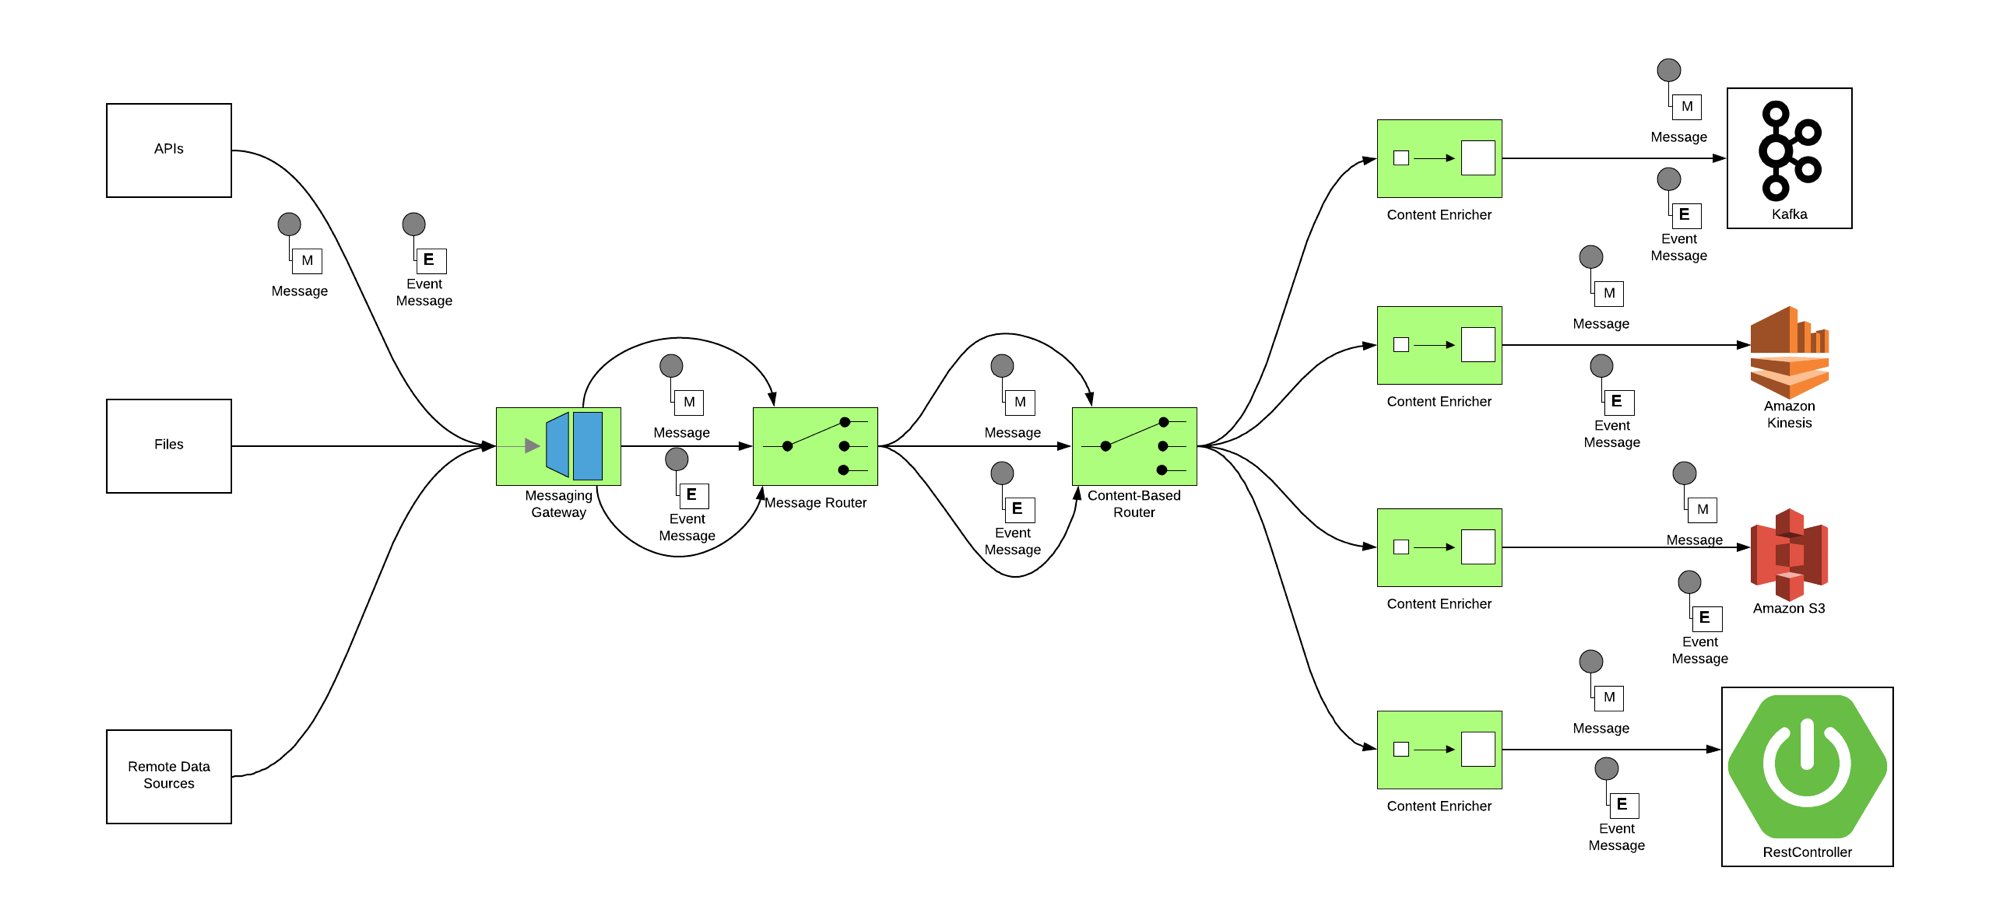 APIs
M
Message
E
Event
Message
Files
Remote Data
Sources
Messaging
Gateway
M
Message
E
Event
Message
Message Router
M
Message
E
Event
Message
Content-Based
Router
Content Enricher
M
Message
E
Event
Message
Kafka
Content Enricher
M
Message
E
Event
Message
Amazon
Kinesis
Content Enricher
M
Message
E
Event
Message
Amazon S3
Content Enricher
M
Message
E
Event
Message
RestController